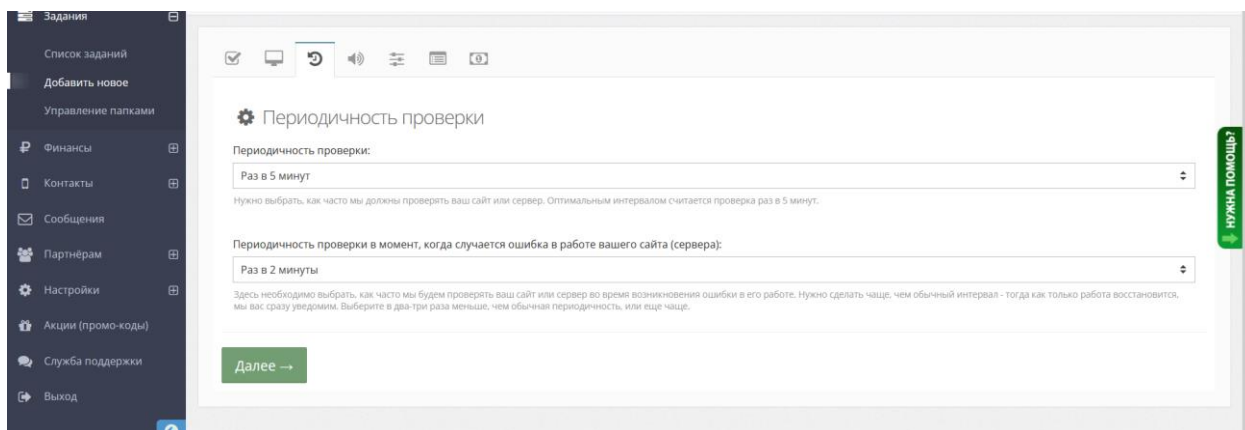 Задания
Список заданий
Добавить новое
Управление папками
Финансы
Контакты
Сообщения
Партнёрам
Настройки
Акции (промо-коды)
Служба поддержки
Выход
Периодичность проверки
Периодичность проверки:
Раз в 5 минут
Нужно выбрать, как часто мы должны проверять ваш сайт или сервер. Оптимальным интервалом считается проверка раз в 5 минут.
Периодичность проверки в момент, когда случается ошибка в работе вашего сайта (сервера):
Раз в 2 минуты
Здесь необходимо выбрать, как часто мы будем проверять ваш сайт или сервер во время возникновения ошибки в его работе. Нужно сделать чаще, чем обычный интервал - тогда как только работа восстановится,
мы вас сразу уведомим. Выберите в два-три раза меньше, чем обычная периодичность, или еще чаще.
Далее →
НУЖНА ПОМОЩЬ?